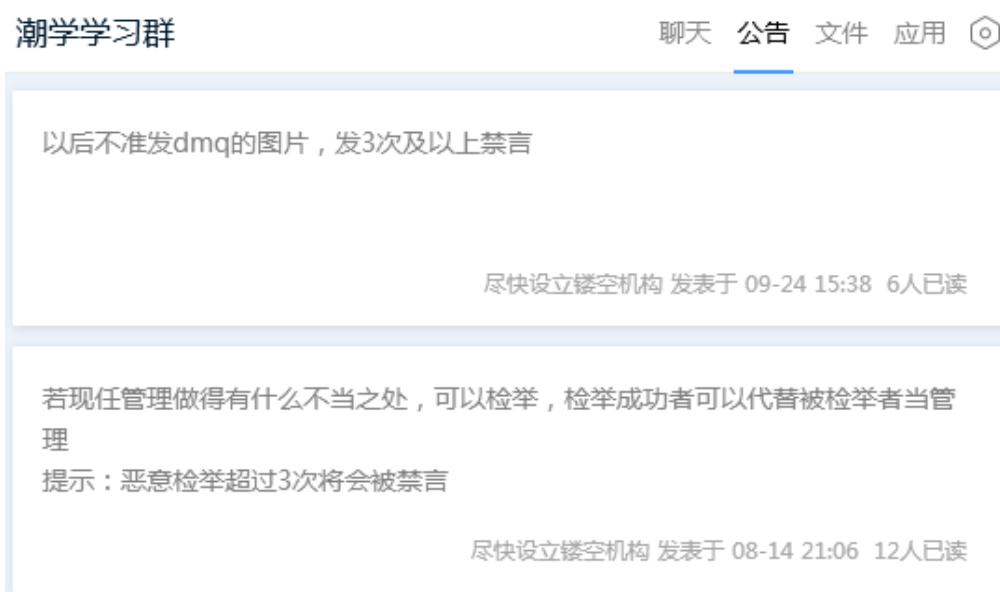 潮学学习群
聊天 公告 文件 应用
以后不准发dmq的图片，发3次及以上禁言
尽快设立镂空机构 发表于 09-24 15:38 6人已读
若现任管理做得有什么不当之处，可以检举，检举成功者可以代替被检举者当管
理
提示：恶意检举超过3次将会被禁言
尽快设立镂空机构 发表于 08-14 21:06 12人已读